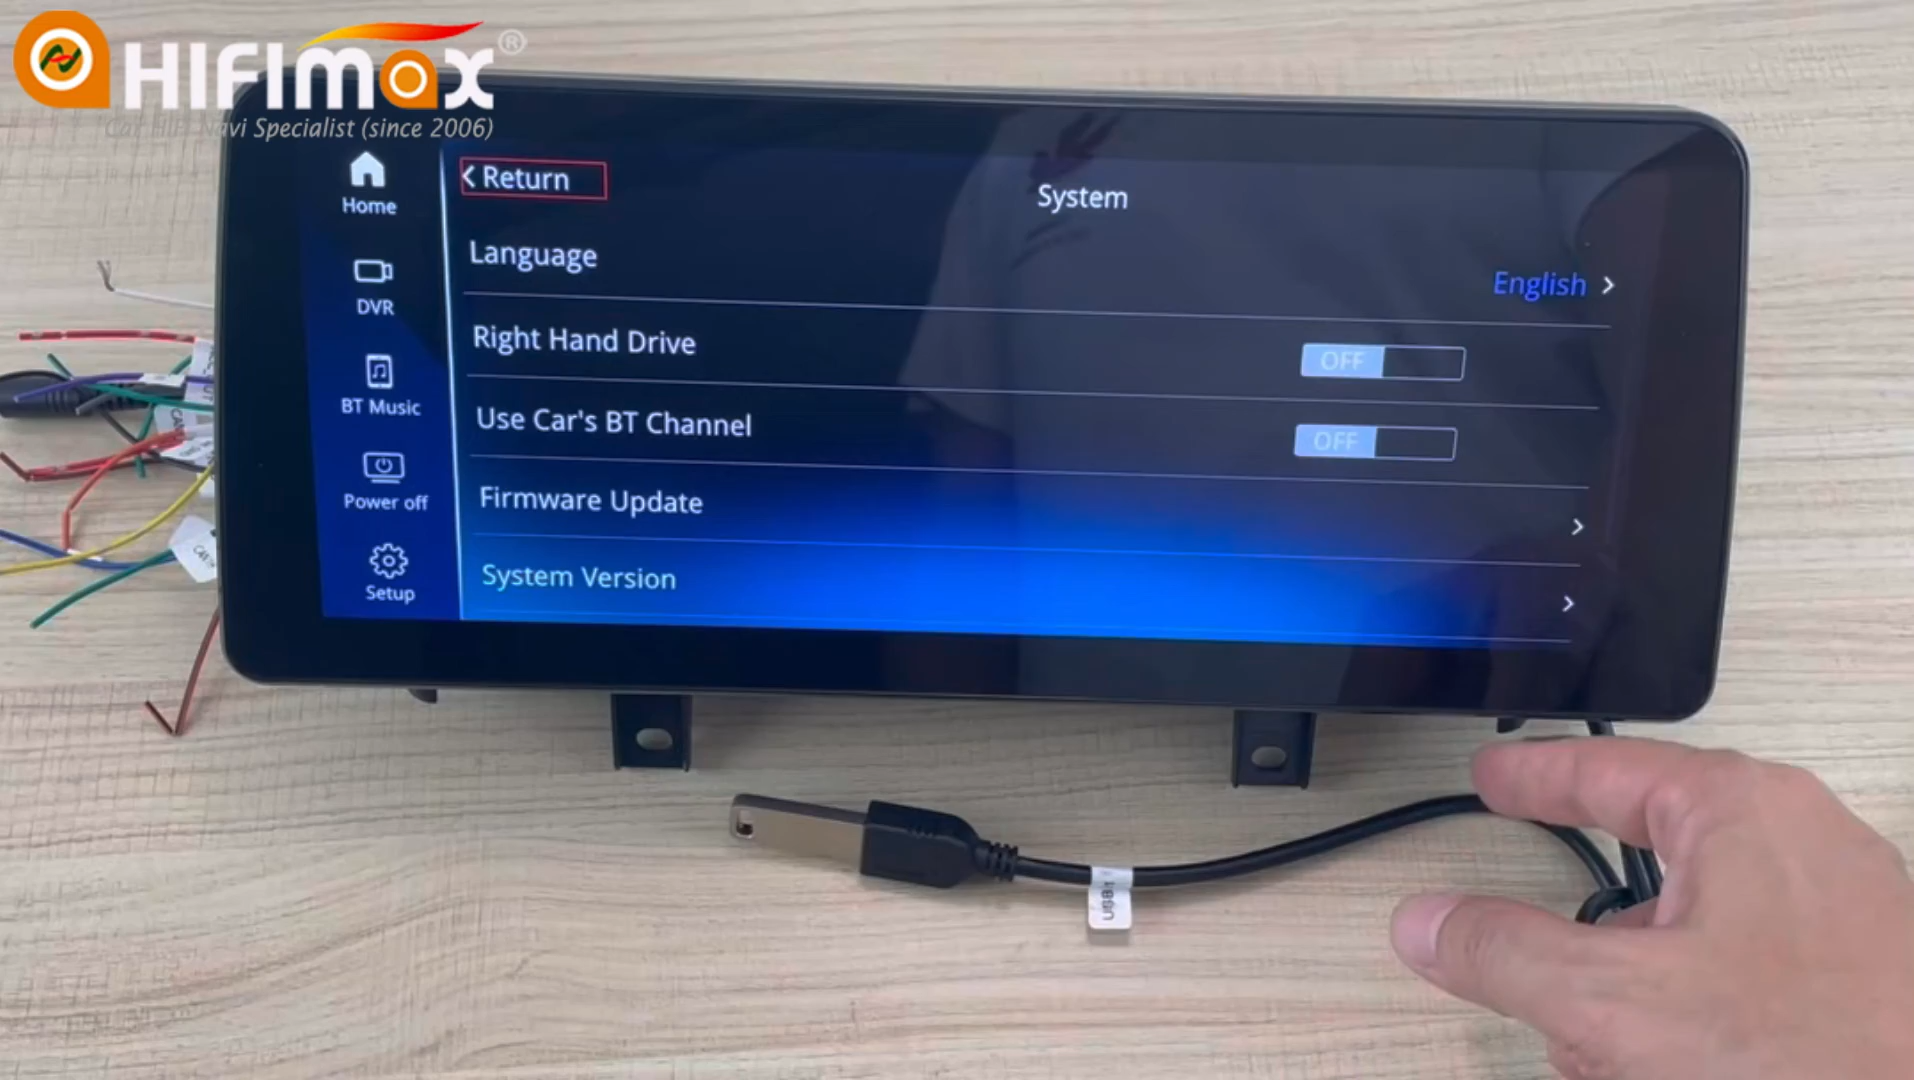 HIFIMAX®
Car HiFi Navi Specialist (since 2006)
Home
DVR
BT Music
Power off
Setup
Return
System
Language
English
Right Hand Drive
OFF
Use Car's BT Channel
OFF
Firmware Update
System Version